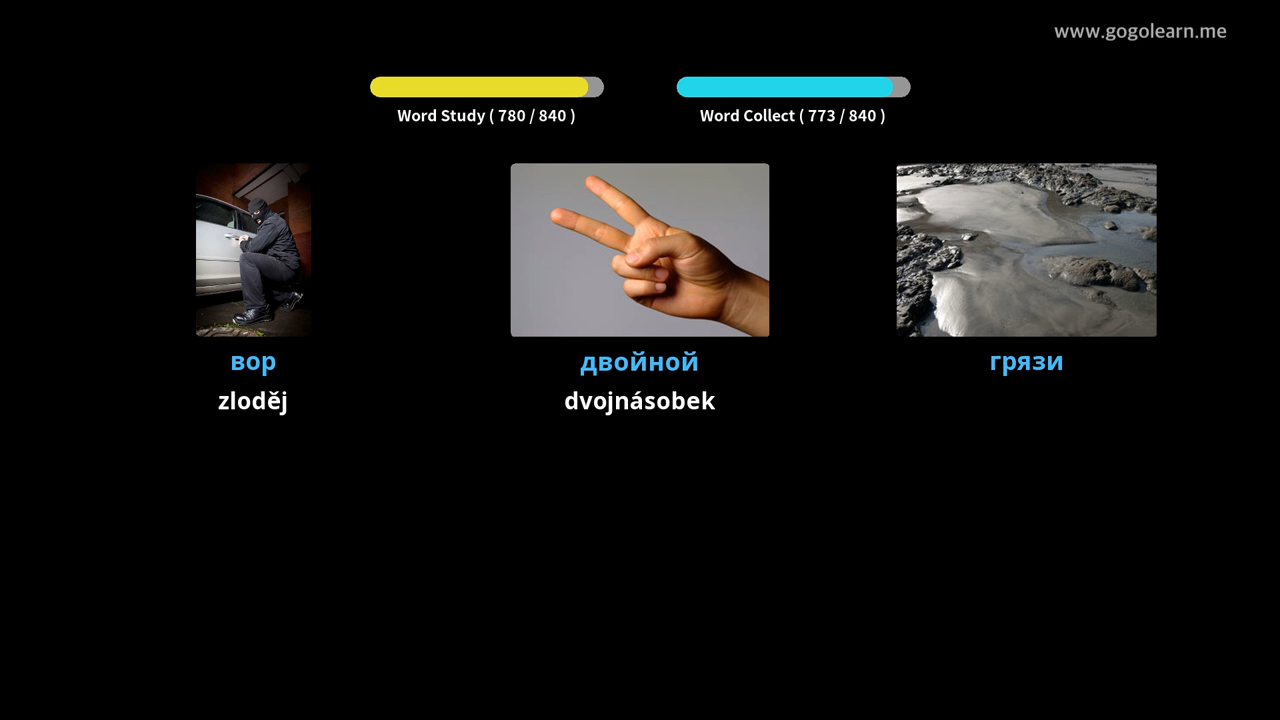 www.gogolearn.me
Word Study ( 780 / 840 )
Word Collect ( 773 / 840 )
вор
двойной
грязи
zloděj
dvojnásobek